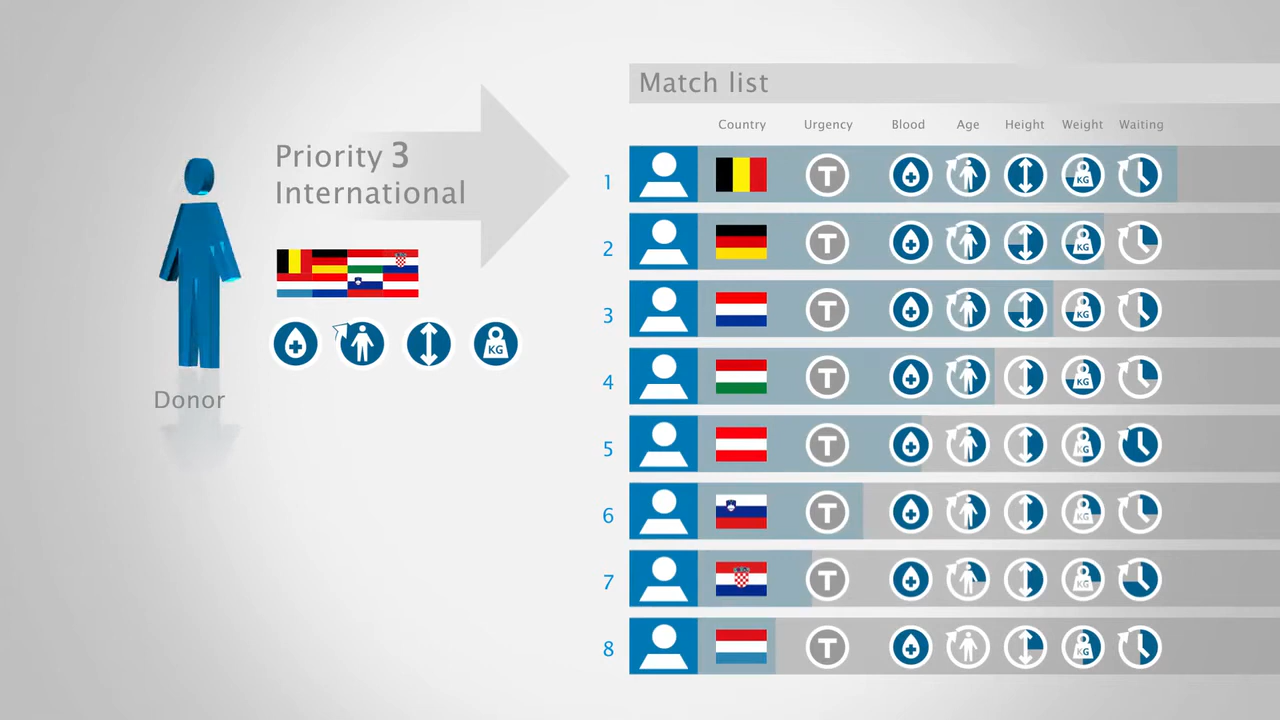 Match list
Country Urgency Blood Age Height Weight Waiting
Priority 3
International
KG
Donor
1 T KG
2 T KG
3 T KG
4 T KG
5 T KG
6 T KG
7 T KG
8 T KG